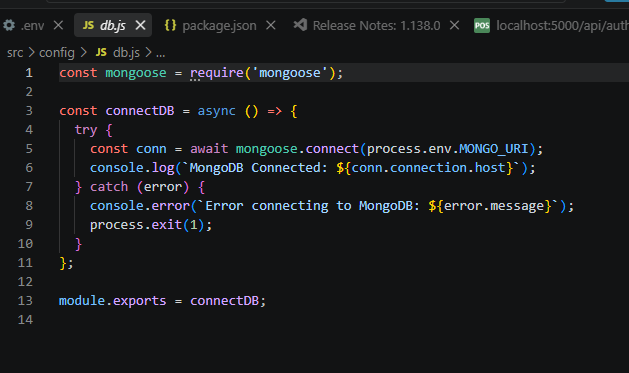 .env JS db.js package.json Release Notes: 1.138.0 POS localhost:5000/api/aut
src > config > JS db.js > ...
1 const mongoose = require('mongoose');
2
3 const connectDB = async () => {
4 try {
5 const conn = await mongoose.connect(process.env.MONGO_URI);
6 console.log(`MongoDB Connected: ${conn.connection.host}`);
7 } catch (error) {
8 console.error(`Error connecting to MongoDB: ${error.message}`);
9 process.exit(1);
10 }
11 };
12
13 module.exports = connectDB;
14